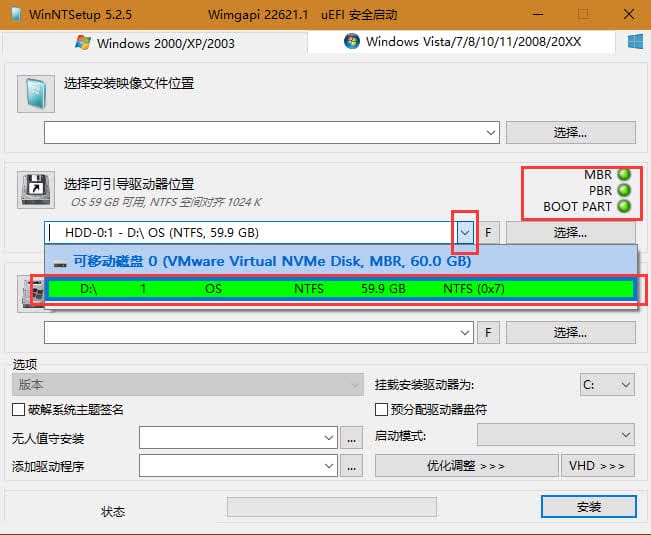 WinNTSetup 5.2.5 Wimgapi 22621.1 uEFI 安全启动
Windows 2000/XP/2003 Windows Vista/7/8/10/11/2008/20XX
选择安装映像文件位置
选择...
选择可引导驱动器位置 MBR
OS 59 GB 可用, NTFS 空间对齐 1024 K PBR
BOOT PART
HDD-0:1 - D:\ OS (NTFS, 59.9 GB) F 选择...
可移动磁盘 0 (VMware Virtual NVMe Disk, MBR, 60.0 GB)
D:\ 1 OS NTFS 59.9 GB NTFS (0x7)
F 选择...
选项
版本 挂载安装驱动器为: C:
破解系统主题签名 预分配驱动器盘符
无人值守安装 ... 启动模式:
添加驱动程序 ... 优化调整 >>> VHD >>>
状态 安装